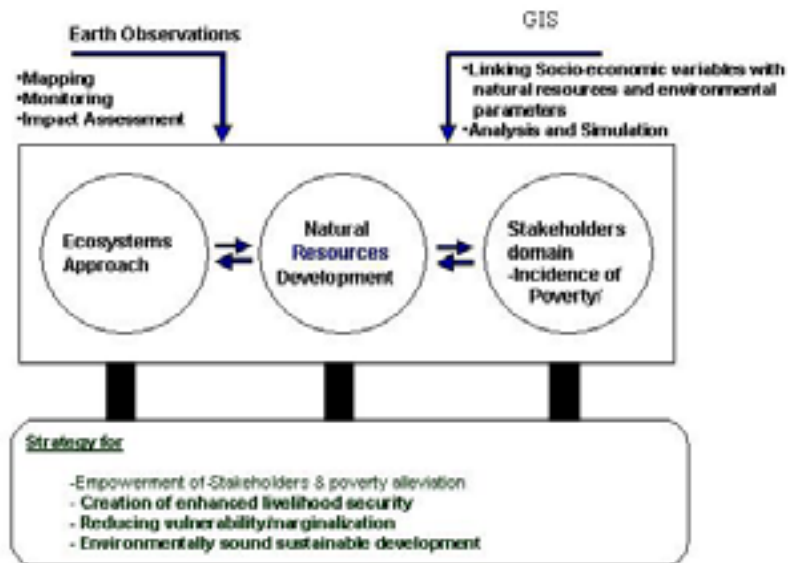 Earth Observations
•Mapping
•Monitoring
•Impact Assessment
GIS
•Linking Socio-economic variables with
natural resources and environmental
parameters
•Analysis and Simulation
Ecosystems
Approach
Natural
Resources
Development
Stakeholders
domain
-Incidence of
Poverty/
Strategy for
-Empowerment of Stakeholders & poverty alleviation
- Creation of enhanced livelihood security
- Reducing vulnerability/marginalization
- Environmentally sound sustainable development